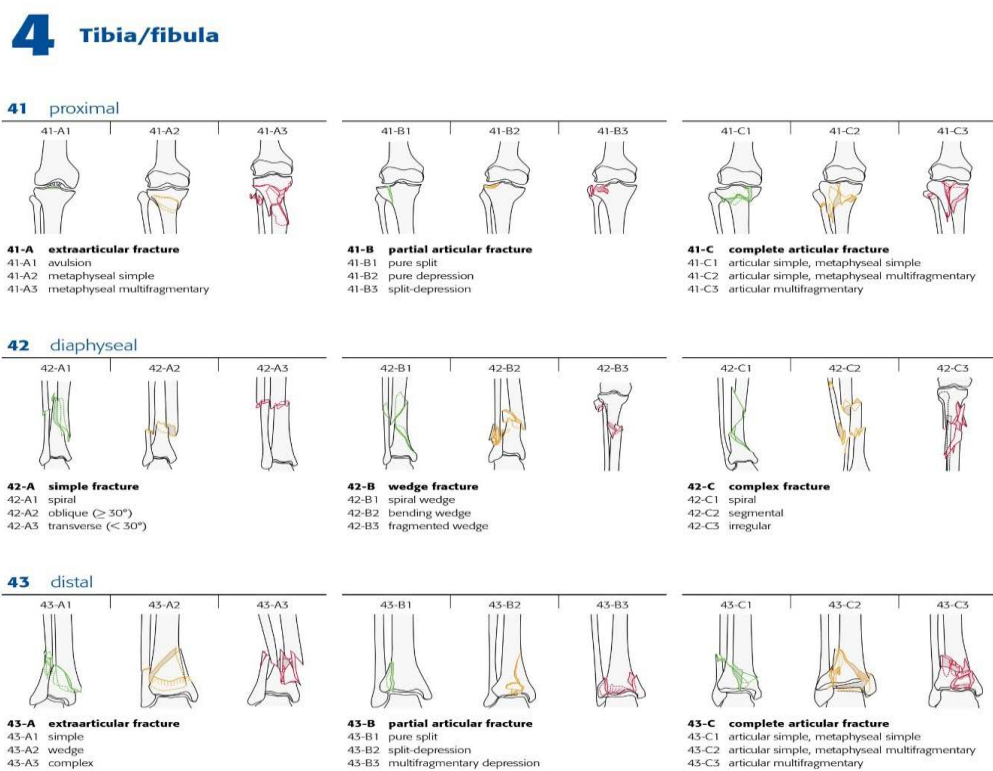 4 Tibia/fibula
41 proximal
41-A1 41-A2 41-A3 41-B1 41-B2 41-B3 41-C1 41-C2 41-C3
41-A extraarticular fracture
41-A1 avulsion
41-A2 metaphyseal simple
41-A3 metaphyseal multifragmentary
41-B partial articular fracture
41-B1 pure split
41-B2 pure depression
41-B3 split-depression
41-C complete articular fracture
41-C1 articular simple, metaphyseal simple
41-C2 articular simple, metaphyseal multifragmentary
41-C3 articular multifragmentary
42 diaphyseal
42-A1 42-A2 42-A3 42-B1 42-B2 42-B3 42-C1 42-C2 42-C3
42-A simple fracture
42-A1 spiral
42-A2 oblique (≥ 30°)
42-A3 transverse (< 30°)
42-B wedge fracture
42-B1 spiral wedge
42-B2 bending wedge
42-B3 fragmented wedge
42-C complex fracture
42-C1 spiral
42-C2 segmental
42-C3 irregular
43 distal
43-A1 43-A2 43-A3 43-B1 43-B2 43-B3 43-C1 43-C2 43-C3
43-A extraarticular fracture
43-A1 simple
43-A2 wedge
43-A3 complex
43-B partial articular fracture
43-B1 pure split
43-B2 split-depression
43-B3 multifragmentary depression
43-C complete articular fracture
43-C1 articular simple, metaphyseal simple
43-C2 articular simple, metaphyseal multifragmentary
43-C3 articular multifragmentary